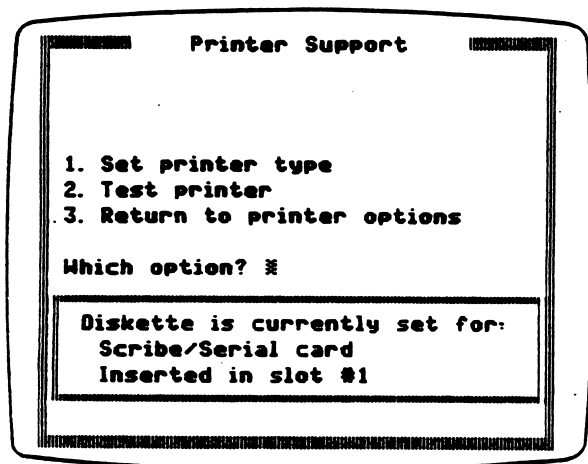 Printer Support
1. Set printer type
2. Test printer
3. Return to printer options
Which option?
Diskette is currently set for:
Scribe/Serial card
Inserted in slot #1